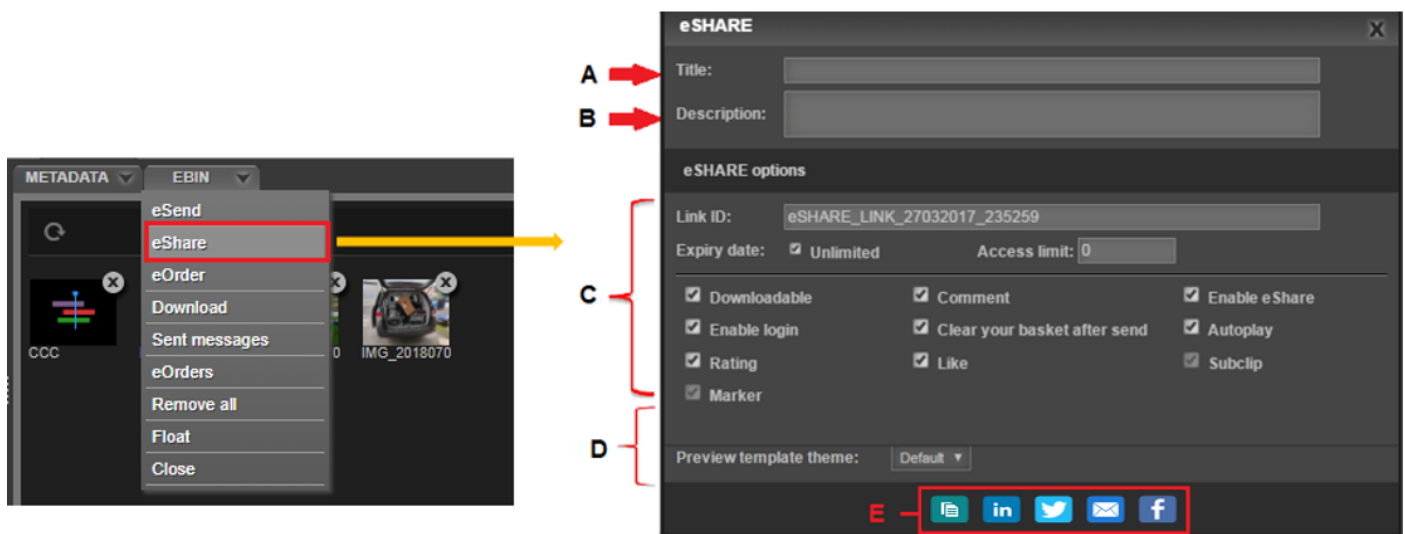 METADATA EBIN
eSend
eShare
eOrder
Download
Sent messages
eOrders
Remove all
Float
Close
CCC
0
IMG_2018070
A
B
C
D
E
eSHARE X
Title:
Description:
eSHARE options
Link ID: eSHARE_LINK_27032017_235259
Expiry date: Unlimited Access limit: 0
Downloadable Comment Enable eShare
Enable login Clear your basket after send Autoplay
Rating Like Subclip
Marker
Preview template theme: Default
in f